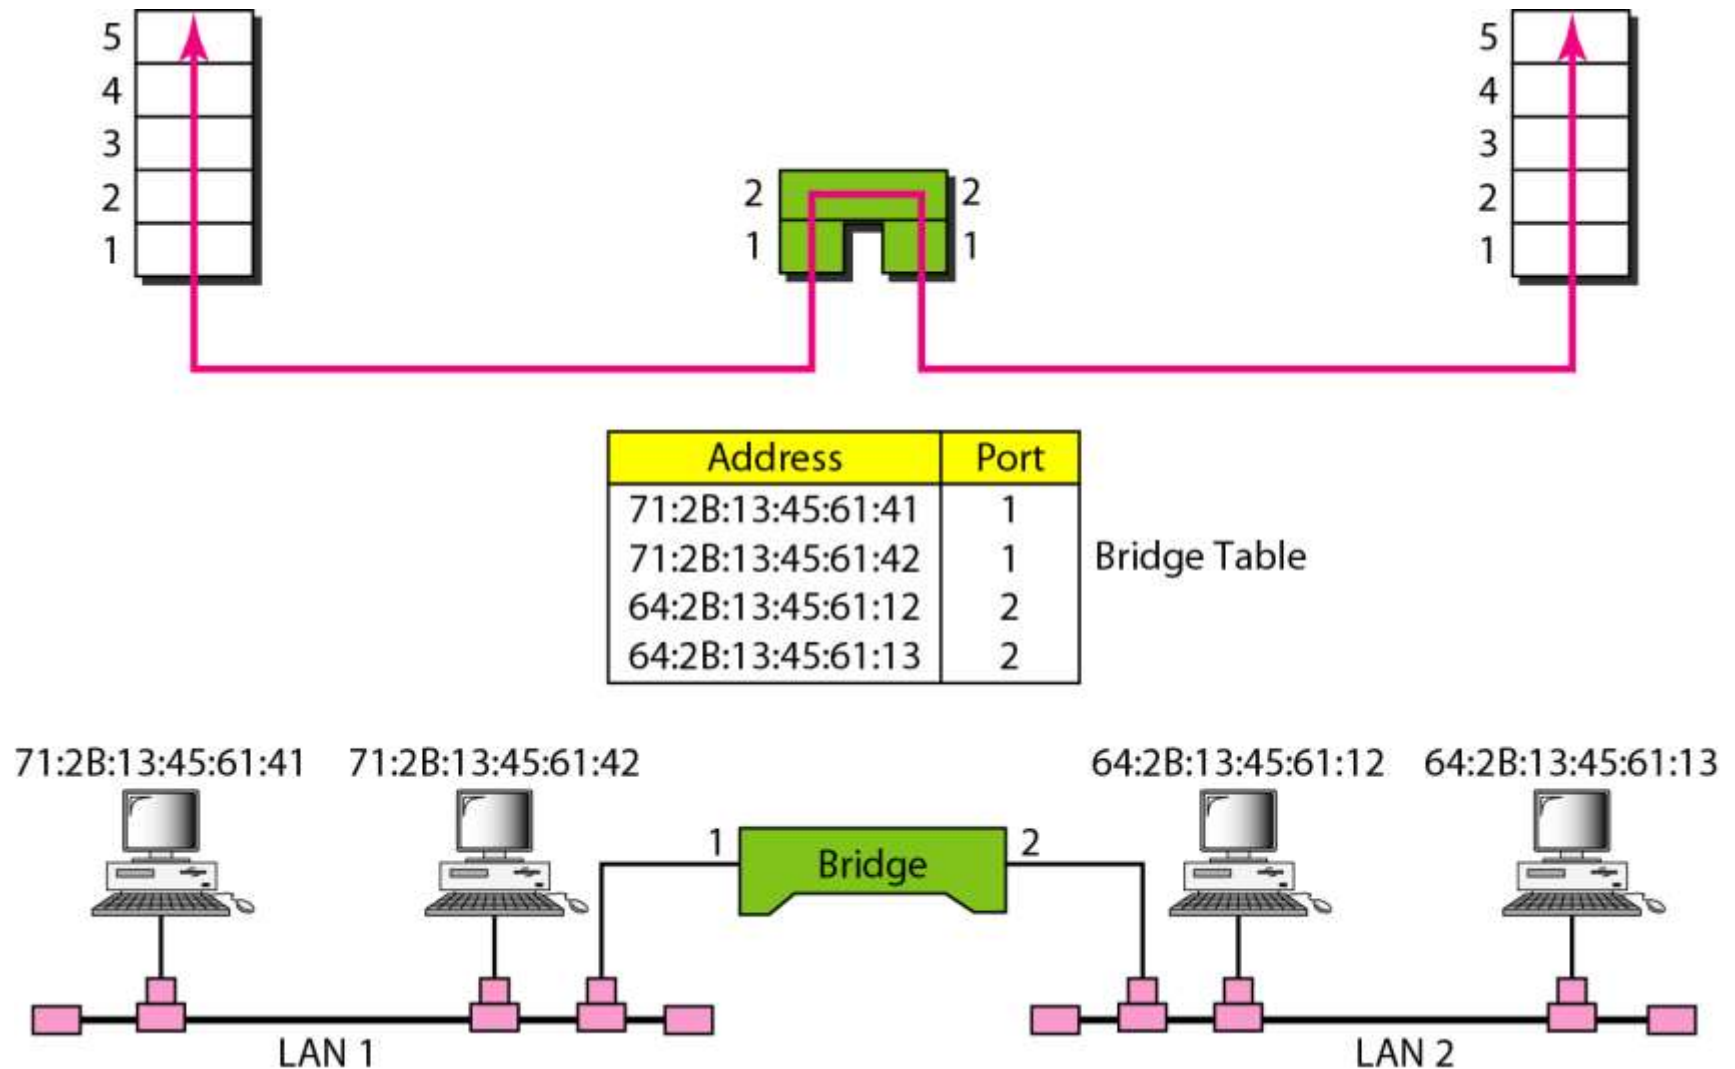 5 5
4 4
3 3
2 2 2 2
1 1 1 1
Address Port
71:2B:13:45:61:41 1
71:2B:13:45:61:42 1
64:2B:13:45:61:12 2
64:2B:13:45:61:13 2
Bridge Table
71:2B:13:45:61:41 71:2B:13:45:61:42 64:2B:13:45:61:12 64:2B:13:45:61:13
1 Bridge 2
LAN 1 LAN 2